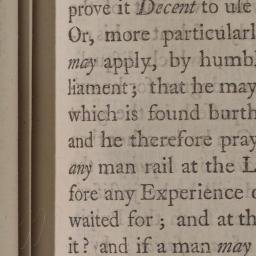 prove it Decent to uſe
Or, more particularl
may apply, by humbl
liament; that he may
which is found burth
and he therefore pray
any man rail at the L
fore any Experience
waited for; and at th
it? and if a man may